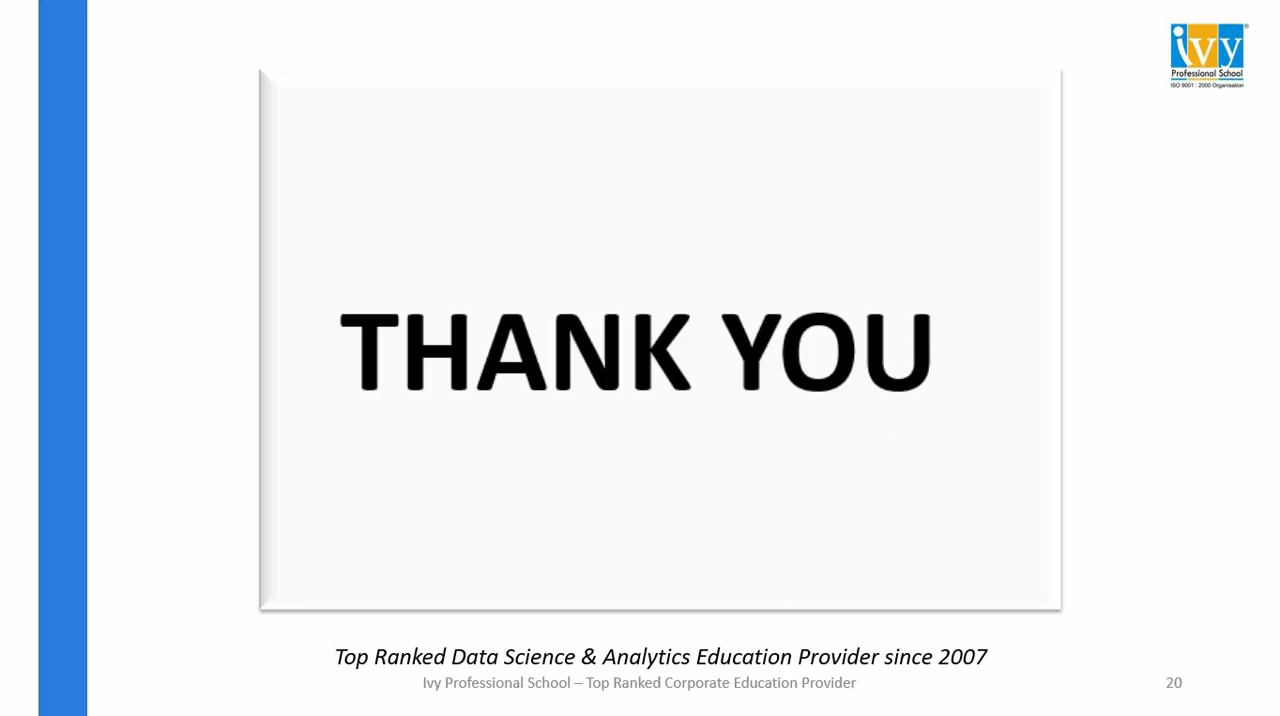 ivy®
Professional School
ISO 9001 : 2000 Organisation
THANK YOU
Top Ranked Data Science & Analytics Education Provider since 2007
Ivy Professional School – Top Ranked Corporate Education Provider
20